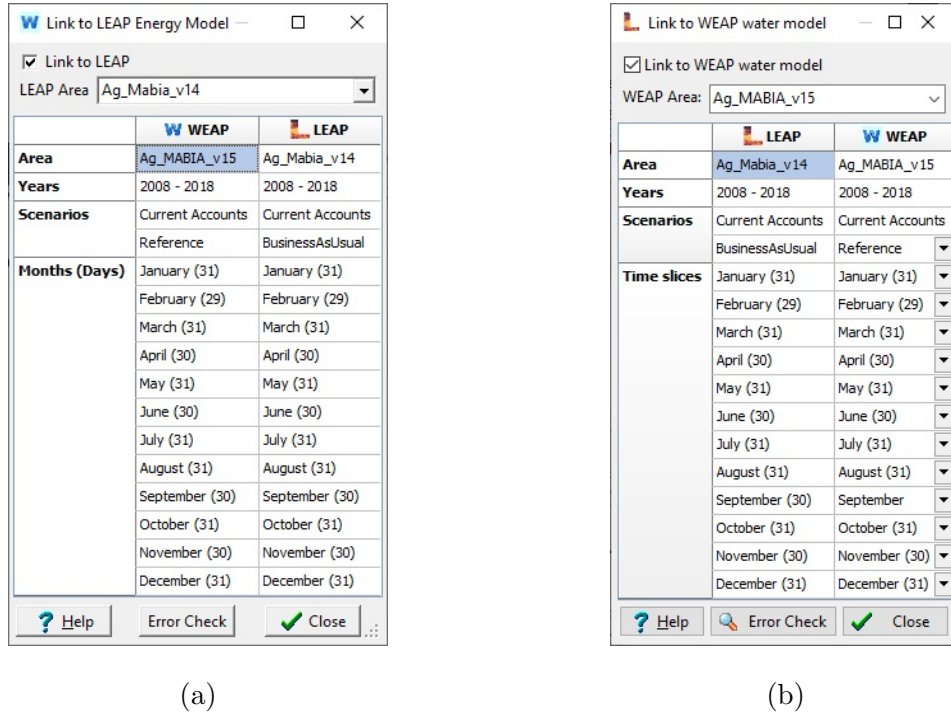 Link to LEAP Energy Model
Link to LEAP
LEAP Area Ag_Mabia_v14
WEAP LEAP
Area Ag_MABIA_v15 Ag_Mabia_v14
Years 2008 - 2018 2008 - 2018
Scenarios Current Accounts Current Accounts
Reference BusinessAsUsual
Months (Days) January (31) January (31)
February (29) February (29)
March (31) March (31)
April (30) April (30)
May (31) May (31)
June (30) June (30)
July (31) July (31)
August (31) August (31)
September (30) September (30)
October (31) October (31)
November (30) November (30)
December (31) December (31)
Help Error Check Close
(a)
Link to WEAP water model
Link to WEAP water model
WEAP Area: Ag_MABIA_v15
LEAP WEAP
Area Ag_Mabia_v14 Ag_MABIA_v15
Years 2008 - 2018 2008 - 2018
Scenarios Current Accounts Current Accounts
BusinessAsUsual Reference
Time slices January (31) January (31)
February (29) February (29)
March (31) March (31)
April (30) April (30)
May (31) May (31)
June (30) June (30)
July (31) July (31)
August (31) August (31)
September (30) September
October (31) October (31)
November (30) November (30)
December (31) December (31)
Help Error Check Close
(b)